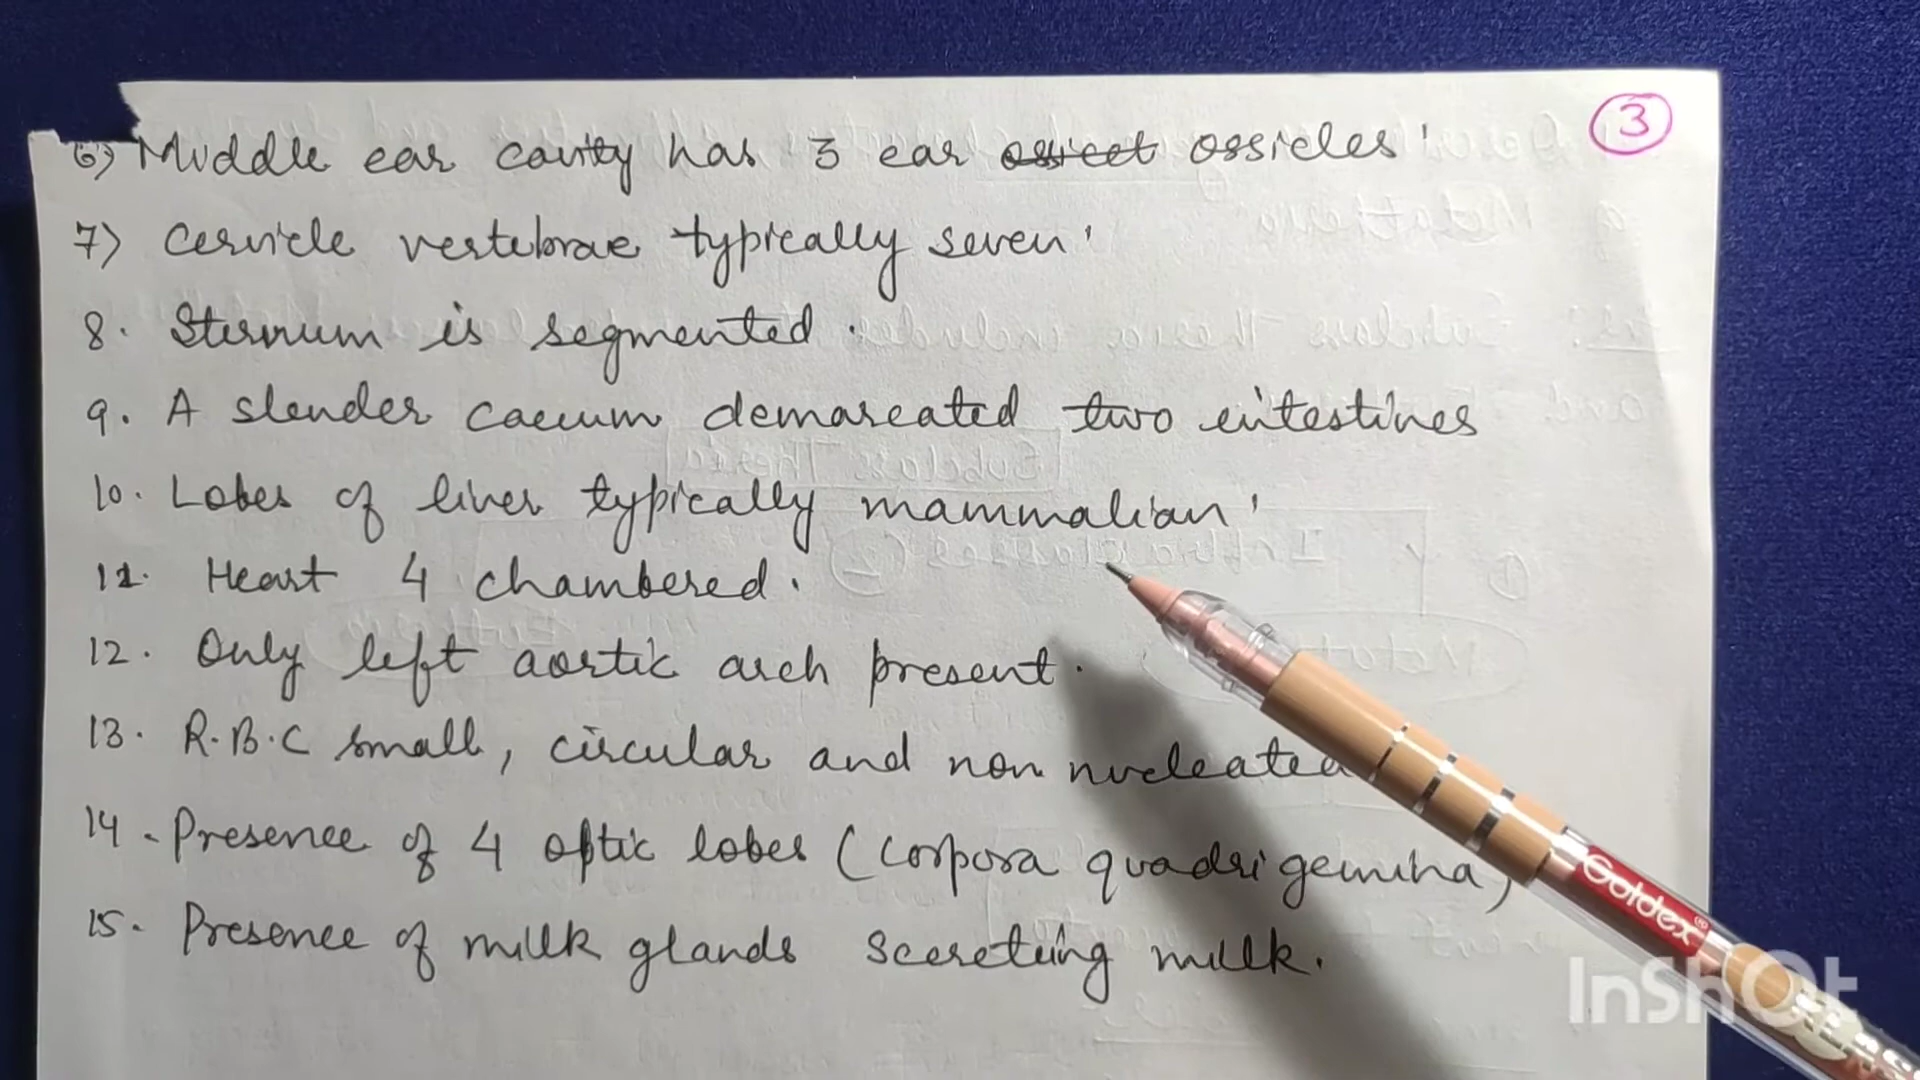 3
6) Middle ear cavity has 3 ear ossicles.
7) Cervicle vertebrae typically seven.
8. Sternum is segmented.
9. A slender caecum demarcated two intestines
10. Lobes of liver typically mammalian.
11. Heart 4 chambered.
12. Only left aortic arch present.
13. R.B.C small, circular and non nucleated
14. Presence of 4 optic lobes (corpora quadrigemina)
15. Presence of milk glands secreting milk.
Goldex
InShOt